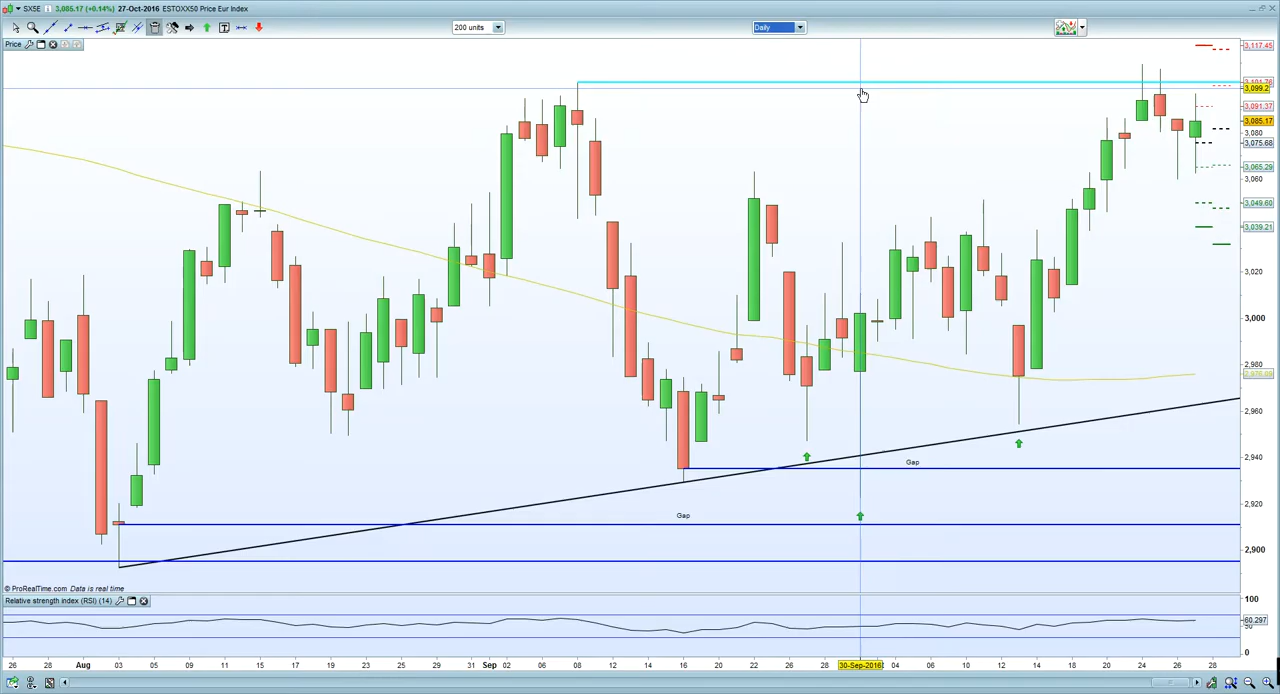 SX5E 3,085.17 (+0.14%) 27-Oct-2016 ESTOXX50 Price Eur Index
200 units
Daily
Price
3,117.45
3,099.2
3,091.37
3,085.17
3,080
3,075.68
3,065.29
3,060
3,049.60
3,039.21
3,020
3,000
2,980
2,960
Gap
2,940
Gap
2,920
2,900
© ProRealTime.com Data is real time
Relative strength index (RSI) (14)
100
60.297
0
26 28 Aug 03 05 09 11 15 17 19 23 25 29 31 Sep 02 06 08 12 14 16 20 22 26 28 30-Sep-2016 04 06 10 12 14 18 20 24 26 28